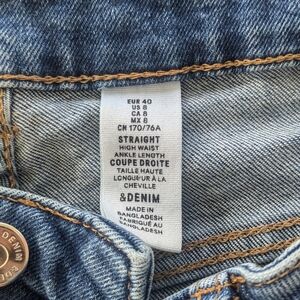 EUR 40
US 8
CA 8
MX 8
CN 170/76A
STRAIGHT
HIGH WAIST
ANKLE LENGTH
COUPE DROITE
TAILLE HAUTE
LONGUEUR À LA
CHEVILLE
&DENIM
MADE IN
BANGLADESH
FABRIQUÉ AU
BANGLADESH
DENIM